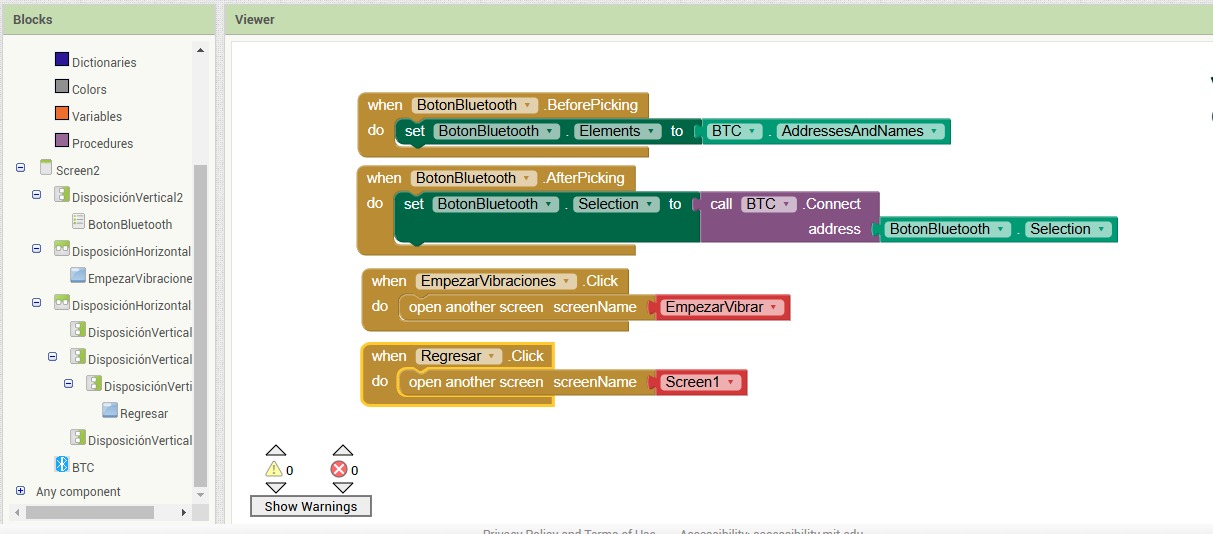 Blocks
Viewer
Dictionaries
Colors
Variables
Procedures
Screen2
DisposiciónVertical2
BotonBluetooth
DisposiciónHorizontal
EmpezarVibracione
DisposiciónHorizontal
DisposiciónVertical
DisposiciónVertical
DisposiciónVerti
Regresar
DisposiciónVertical
BTC
Any component
when BotonBluetooth .BeforePicking
do set BotonBluetooth . Elements to BTC . AddressesAndNames
when BotonBluetooth .AfterPicking
do set BotonBluetooth . Selection to call BTC .Connect
address BotonBluetooth . Selection
when EmpezarVibraciones .Click
do open another screen screenName EmpezarVibrar
when Regresar .Click
do open another screen screenName Screen1
0 0
Show Warnings
Privacy Policy and Terms of Use Accessibility: accessibility.mit.edu